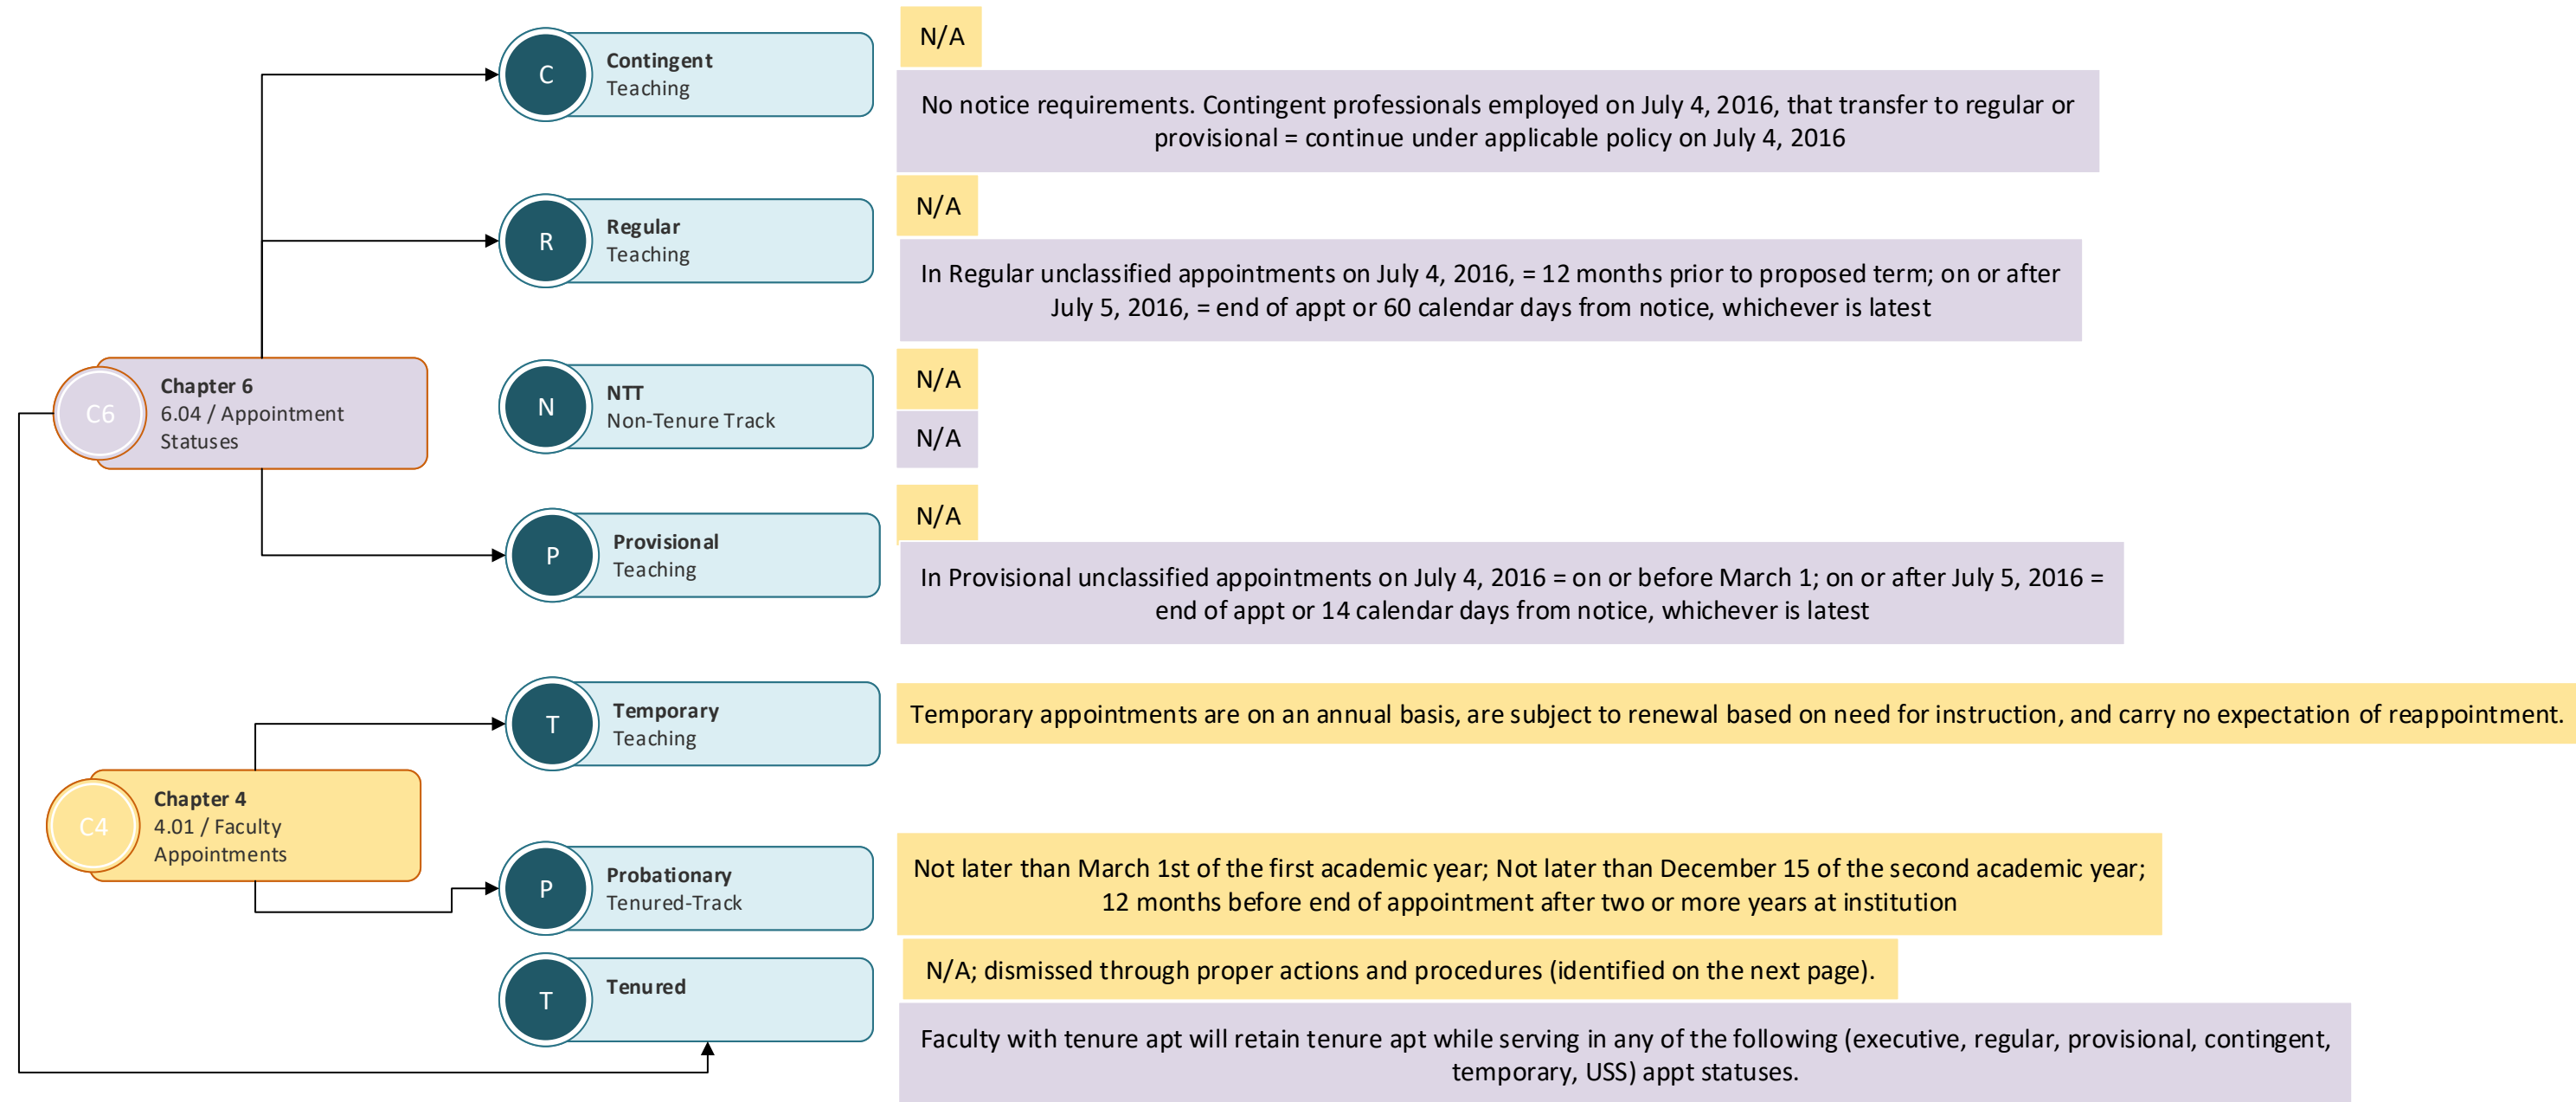 N/A
C
Contingent
Teaching
No notice requirements. Contingent professionals employed on July 4, 2016, that transfer to regular or
provisional = continue under applicable policy on July 4, 2016
N/A
R
Regular
Teaching
In Regular unclassified appointments on July 4, 2016, = 12 months prior to proposed term; on or after
July 5, 2016, = end of appt or 60 calendar days from notice, whichever is latest
C6
Chapter 6
6.04 / Appointment
Statuses
N
NTT
Non-Tenure Track
N/A
N/A
N/A
P
Provisional
Teaching
In Provisional unclassified appointments on July 4, 2016 = on or before March 1; on or after July 5, 2016 =
end of appt or 14 calendar days from notice, whichever is latest
T
Temporary
Teaching
Temporary appointments are on an annual basis, are subject to renewal based on need for instruction, and carry no expectation of reappointment.
C4
Chapter 4
4.01 / Faculty
Appointments
P
Probationary
Tenured-Track
Not later than March 1st of the first academic year; Not later than December 15 of the second academic year;
12 months before end of appointment after two or more years at institution
T
Tenured
N/A; dismissed through proper actions and procedures (identified on the next page).
Faculty with tenure apt will retain tenure apt while serving in any of the following (executive, regular, provisional, contingent,
temporary, USS) appt statuses.